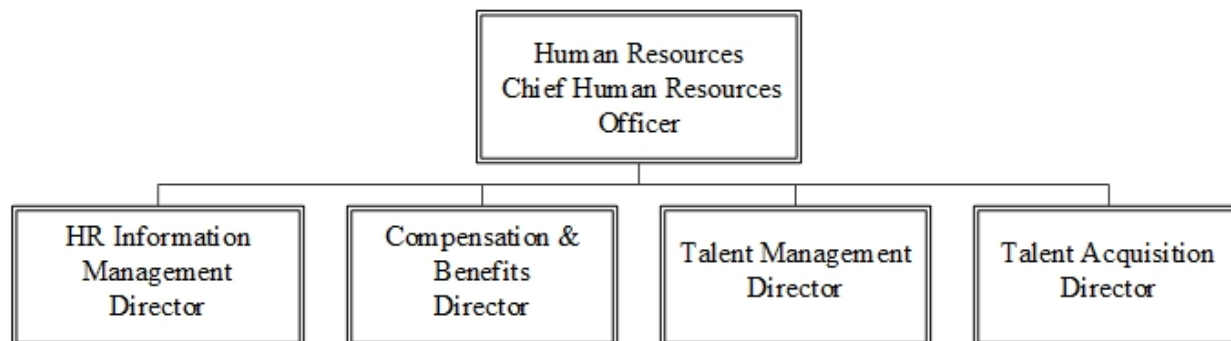 Human Resources
Chief Human Resources
Officer
HR Information
Management
Director
Compensation &
Benefits
Director
Talent Management
Director
Talent Acquisition
Director